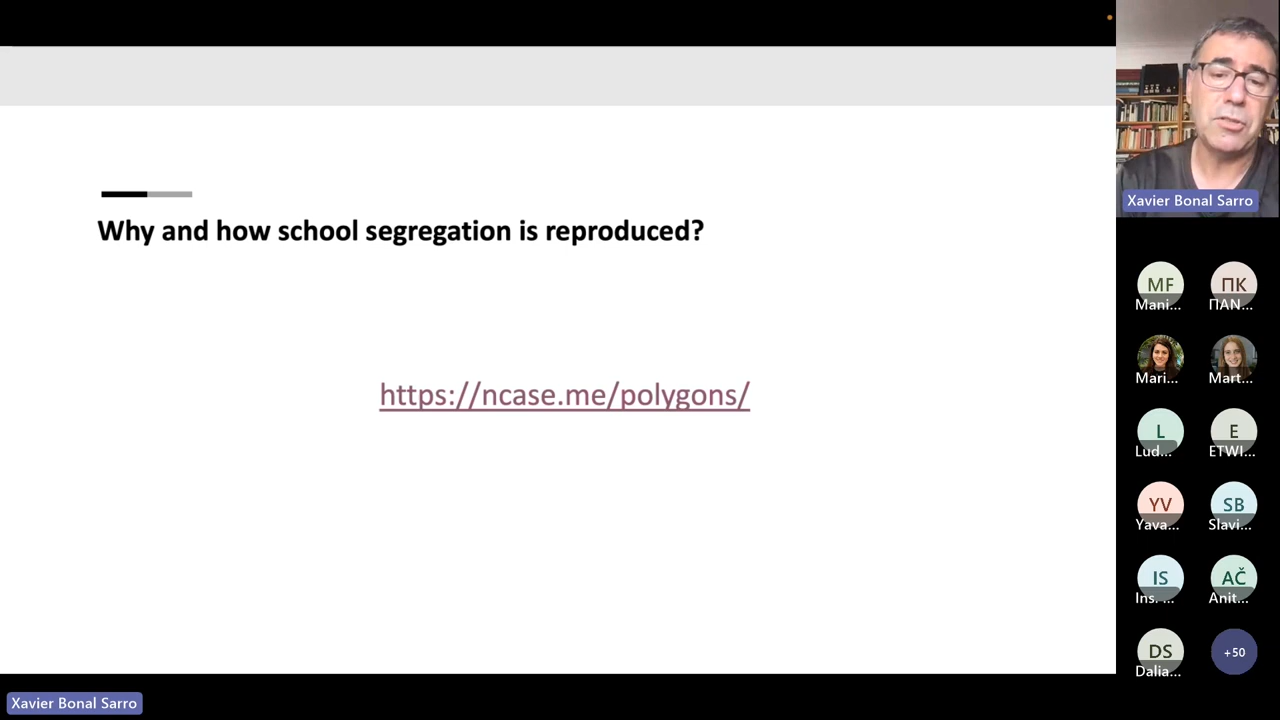 Why and how school segregation is reproduced?
https://ncase.me/polygons/
Xavier Bonal Sarro
MF
Mani...
ΠΚ
ΠΑΝ...
Mari...
Mart...
L
Lud...
E
ETWI...
YV
Yava...
SB
Slavi...
IS
Ins. ...
AČ
Anit...
DS
Dalia...
+50
Xavier Bonal Sarro